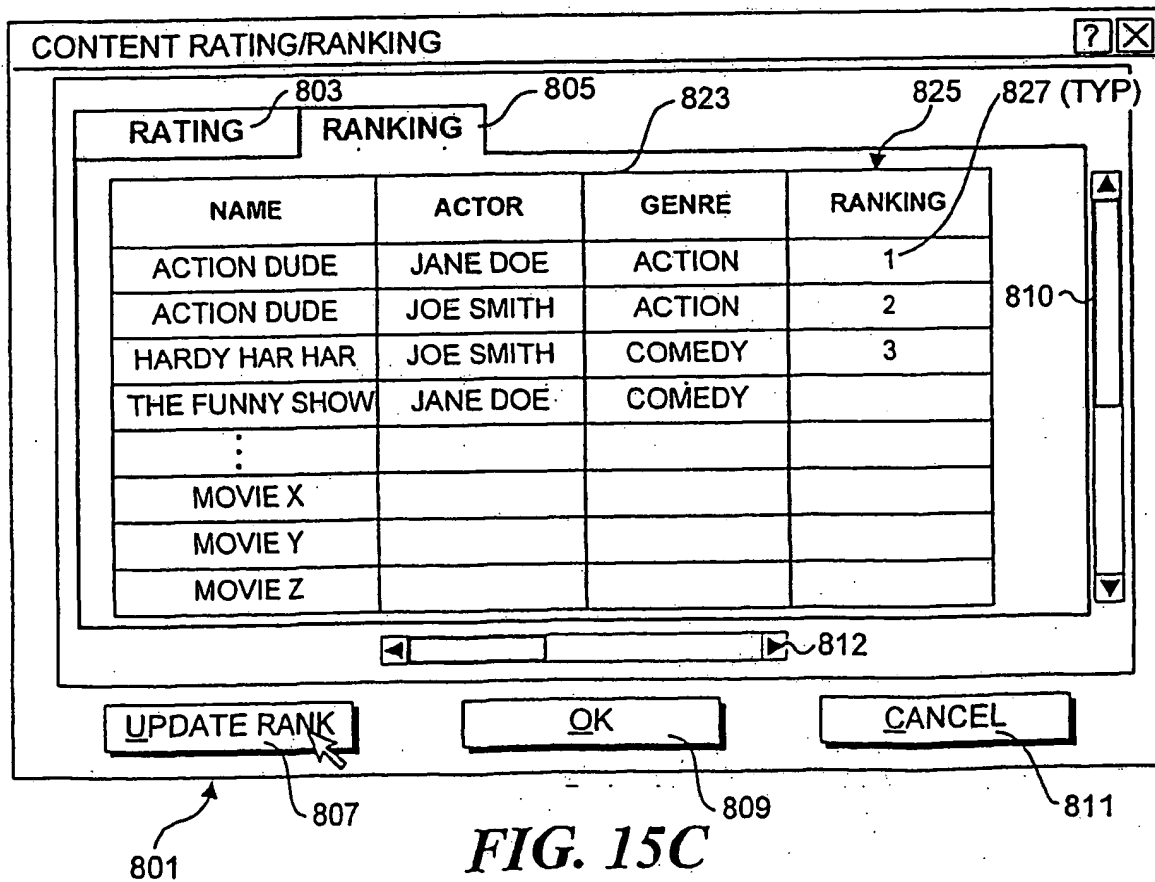 CONTENT RATING/RANKING ? X
803 805 823 825 827 (TYP)
RATING RANKING
NAME ACTOR GENRE RANKING
ACTION DUDE JANE DOE ACTION 1
ACTION DUDE JOE SMITH ACTION 2
810
HARDY HAR HAR JOE SMITH COMEDY 3
THE FUNNY SHOW JANE DOE COMEDY
⋮
MOVIE X
MOVIE Y
MOVIE Z
812
UPDATE RANK OK CANCEL
807 809 811
801
FIG. 15C